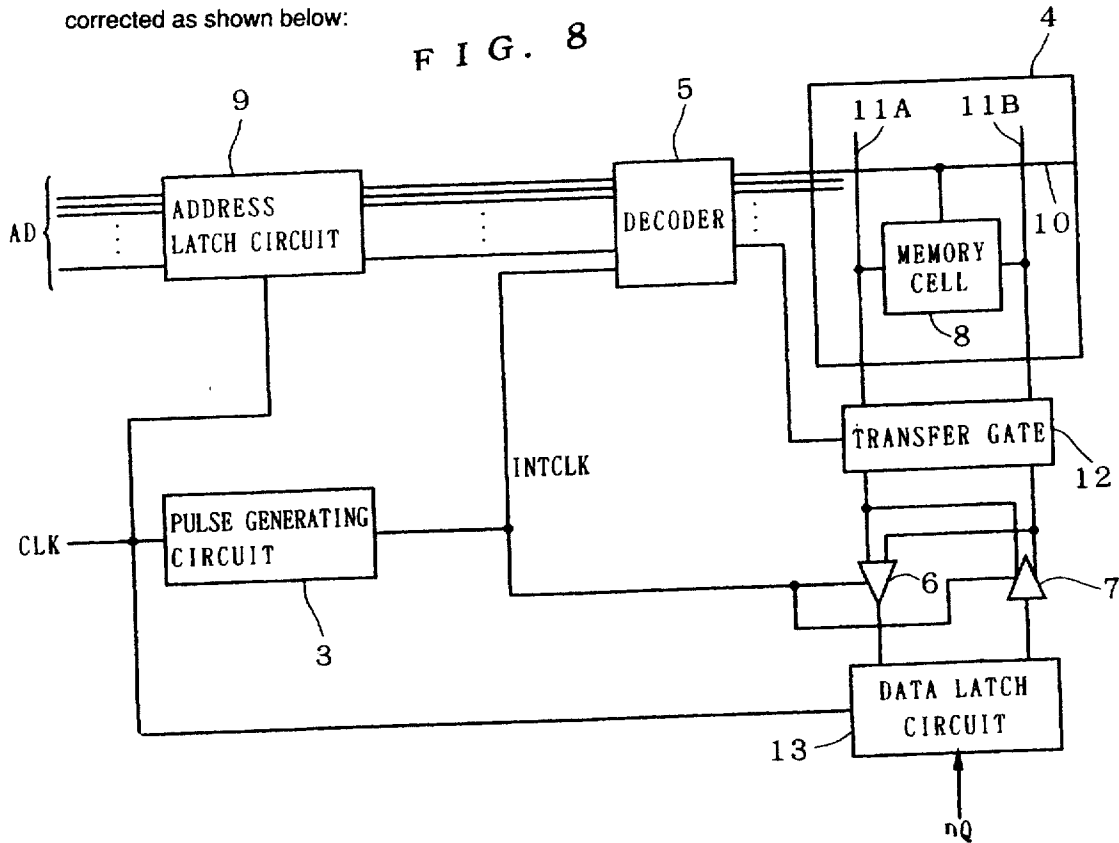 corrected as shown below:
FIG. 8
4
9
5
11A
11B
AD
ADDRESS
LATCH CIRCUIT
DECODER
10
MEMORY
CELL
8
TRANSFER GATE
12
INTCLK
CLK
PULSE GENERATING
CIRCUIT
3
6
7
DATA LATCH
CIRCUIT
13
nQ